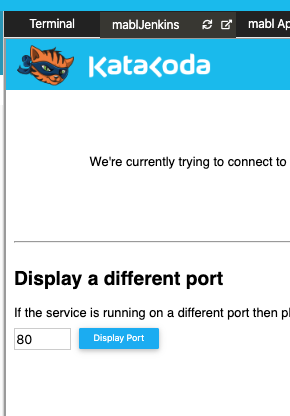 Terminal mablJenkins mabl Ap
KataKoda
We're currently trying to connect to
Display a different port
If the service is running on a different port then pl
80 Display Port